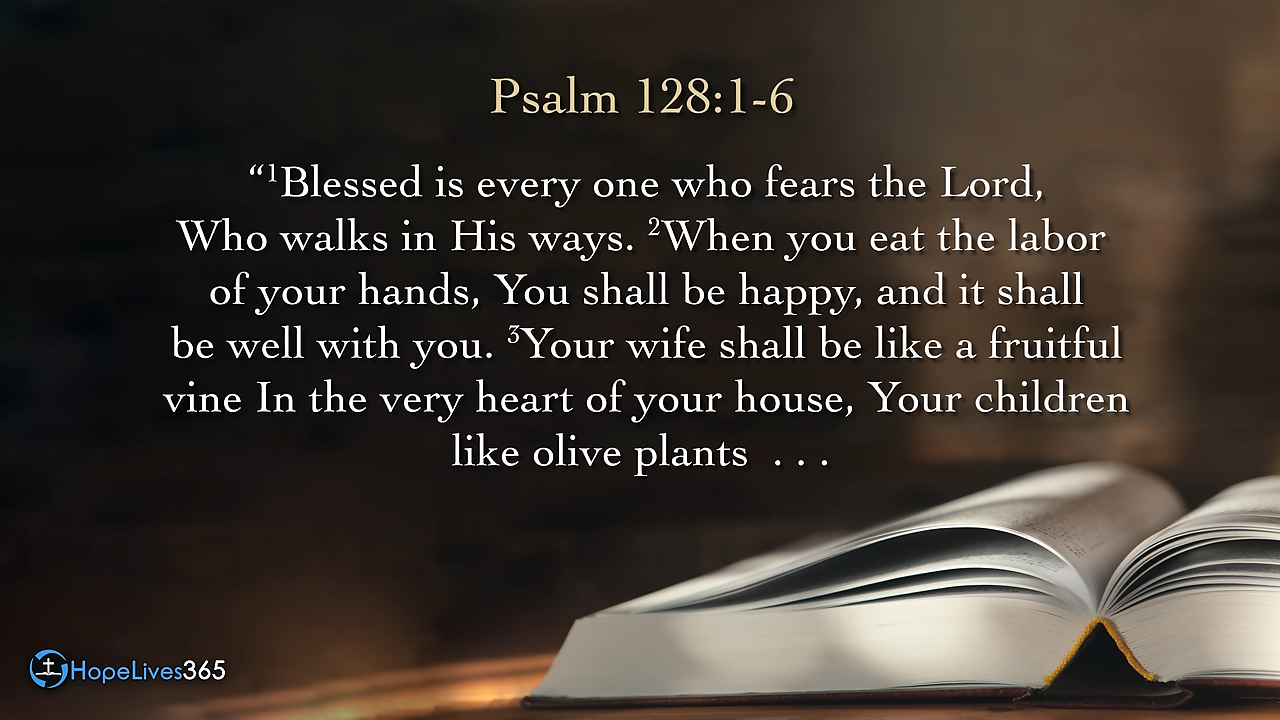 Psalm 128:1-6
“¹Blessed is every one who fears the Lord,
Who walks in His ways. ²When you eat the labor
of your hands, You shall be happy, and it shall
be well with you. ³Your wife shall be like a fruitful
vine In the very heart of your house, Your children
like olive plants . . .
HopeLives365